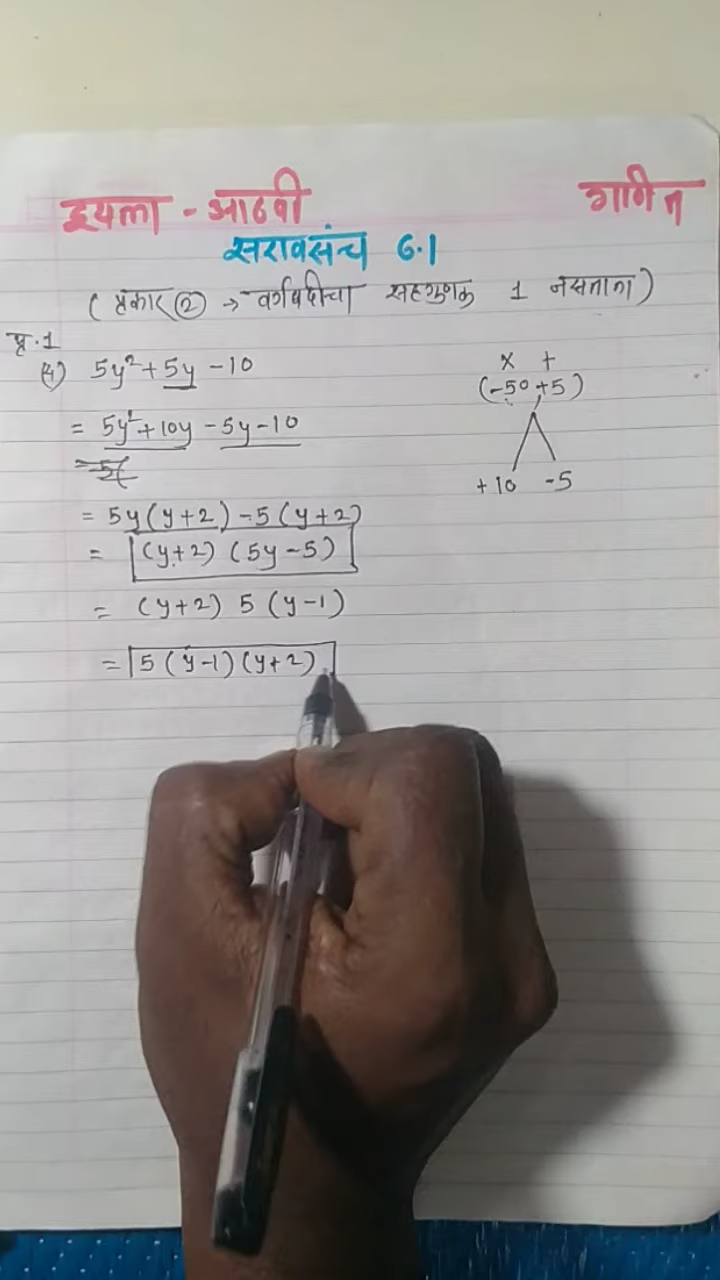 इयत्ता - आठवी गणित
सरावसंच 6.1
( प्रकार ② → वर्गपदीचा सहगुणक 1 नसताना )
प्र.1
(4) 5y² + 5y - 10
× +
(-50, +5)
+10 -5
= 5y² + 10y - 5y - 10
= 5(
= 5y (y+2) - 5 (y+2)
= (y+2) (5y-5)
= (y+2) 5 (y-1)
= 5 (y-1) (y+2)